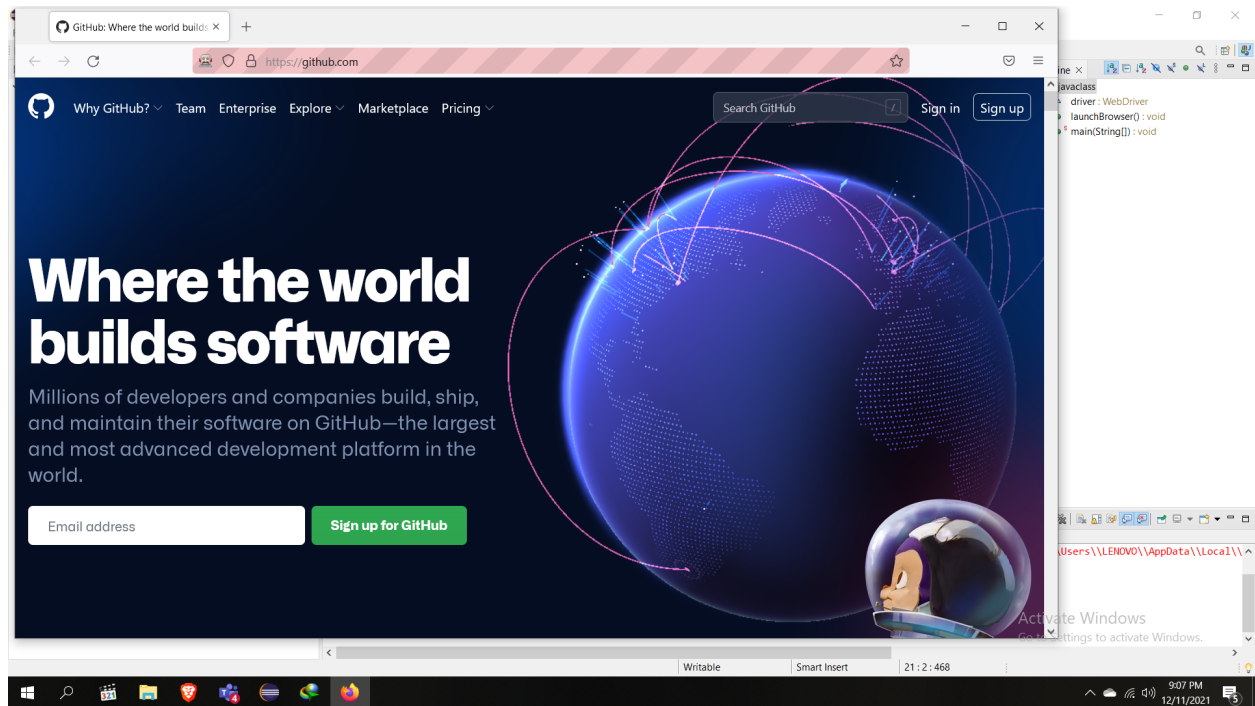 GitHub: Where the world builds
https://github.com
Why GitHub? Team Enterprise Explore Marketplace Pricing
Search GitHub /
Sign in
Sign up
Where the world
builds software
Millions of developers and companies build, ship,
and maintain their software on GitHub—the largest
and most advanced development platform in the
world.
Email address
Sign up for GitHub
ine
javaclass
driver : WebDriver
launchBrowser() : void
main(String[]) : void
\Users\\LENOVO\\AppData\\Local\\
Activate Windows
Go to Settings to activate Windows.
Writable Smart Insert 21 : 2 : 468
321
4
9:07 PM
12/11/2021
5